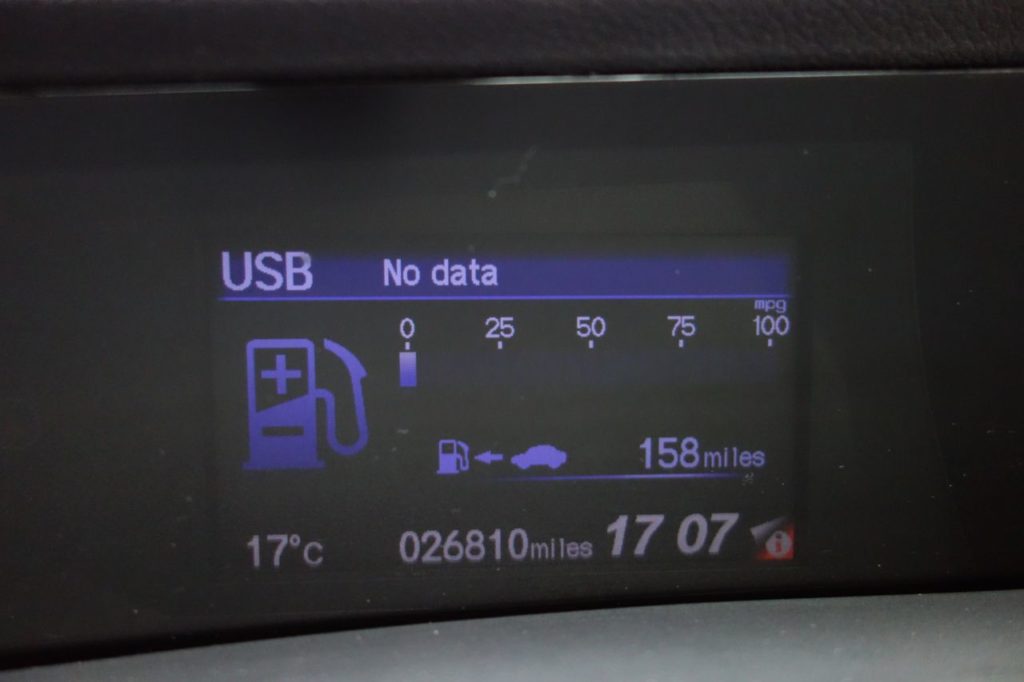 USB No data
mpg
0 25 50 75 100
158 miles
17°C 026810 miles 17 07 i